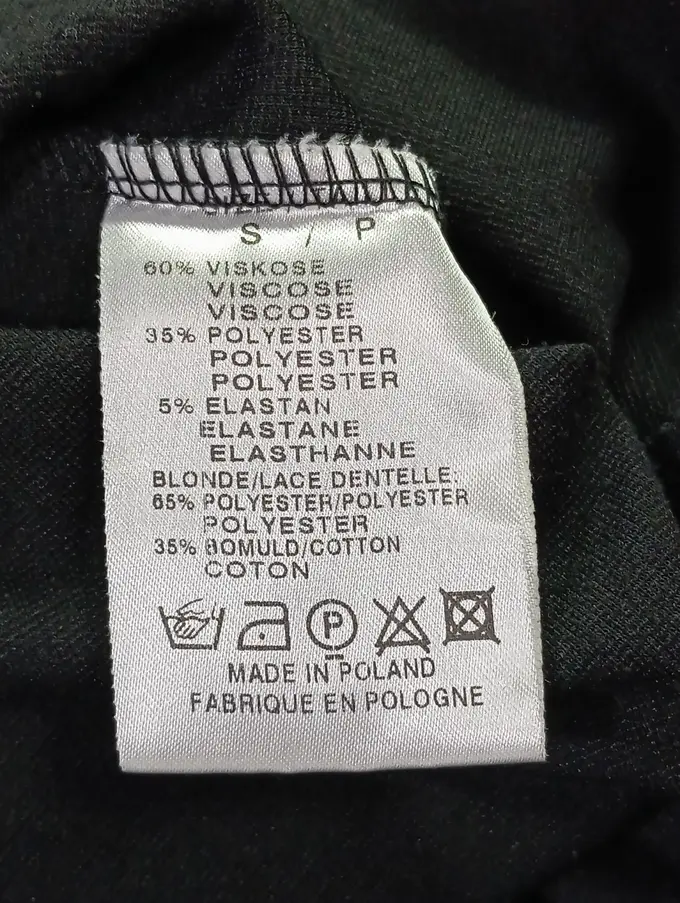 S / P
60% VISKOSE
VISCOSE
VISCOSE
35% POLYESTER
POLYESTER
POLYESTER
5% ELASTAN
ELASTANE
ELASTHANNE
BLONDE/LACE DENTELLE:
65% POLYESTER/POLYESTER
POLYESTER
35% BOMULD/COTTON
COTON
P
MADE IN POLAND
FABRIQUE EN POLOGNE